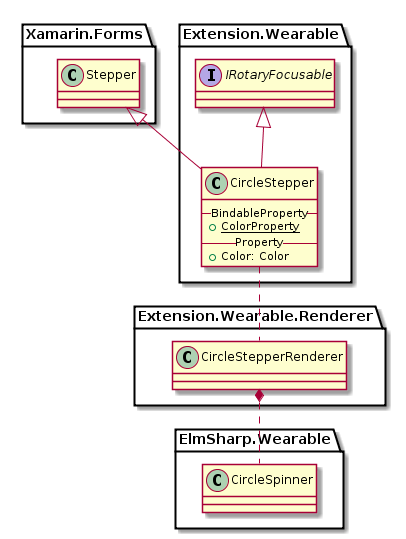 Xamarin.Forms
Extension.Wearable
C Stepper
I IRotaryFocusable
C CircleStepper
BindableProperty
ColorProperty
Property
Color: Color
Extension.Wearable.Renderer
C CircleStepperRenderer
ElmSharp.Wearable
C CircleSpinner